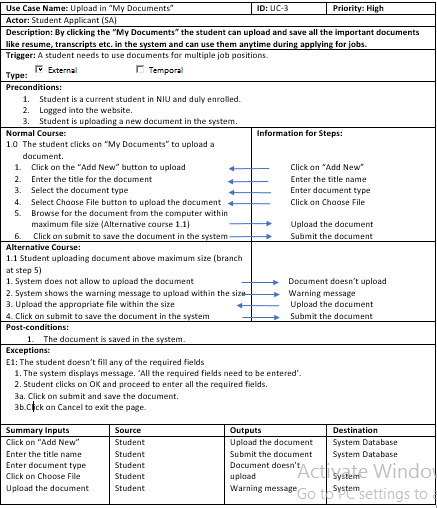 Use Case Name: Upload in "My Documents" ID: UC-3 Priority: High
Actor: Student Applicant (SA)
Description: By clicking the "My Documents" the student can upload and save all the important documents
like resume, transcripts etc. in the system and can use them anytime during applying for jobs.
Trigger: A student needs to use documents for multiple job positions.
Type: External Temporal
Preconditions:
1. Student is a current student in NIU and duly enrolled.
2. Logged into the website.
3. Student is uploading a new document in the system.
Normal Course: Information for Steps:
1.0 The student clicks on "My Documents" to upload a
document.
1. Click on the "Add New" button to upload Click on "Add New"
2. Enter the title for the document Enter the title name
3. Select the document type Enter document type
4. Select Choose File button to upload the document Click on Choose File
5. Browse for the document from the computer within
maximum file size (Alternative course 1.1) Upload the document
6. Click on submit to save the document in the system Submit the document
Alternative Course:
1.1 Student uploading document above maximum size (branch
at step 5)
1. System does not allow to upload the document Document doesn't upload
2. System shows the warning message to upload within the size Warning message
3. Upload the appropriate file within the size Upload the document
4. Click on submit to save the document in the system Submit the document
Post-conditions:
1. The document is saved in the system.
Exceptions:
E1: The student doesn't fill any of the required fields
1. The system displays message. 'All the required fields need to be entered'.
2. Student clicks on OK and proceed to enter all the required fields.
3a. Click on submit and save the document.
3b.Click on Cancel to exit the page.
Summary Inputs Source Outputs Destination
Click on "Add New" Student Upload the document System Database
Enter the title name Student Submit the document System Database
Enter document type Student Document doesn't
Click on Choose File Student upload System
Upload the document Student Warning message System
Activate Window
Go to PC settings to a